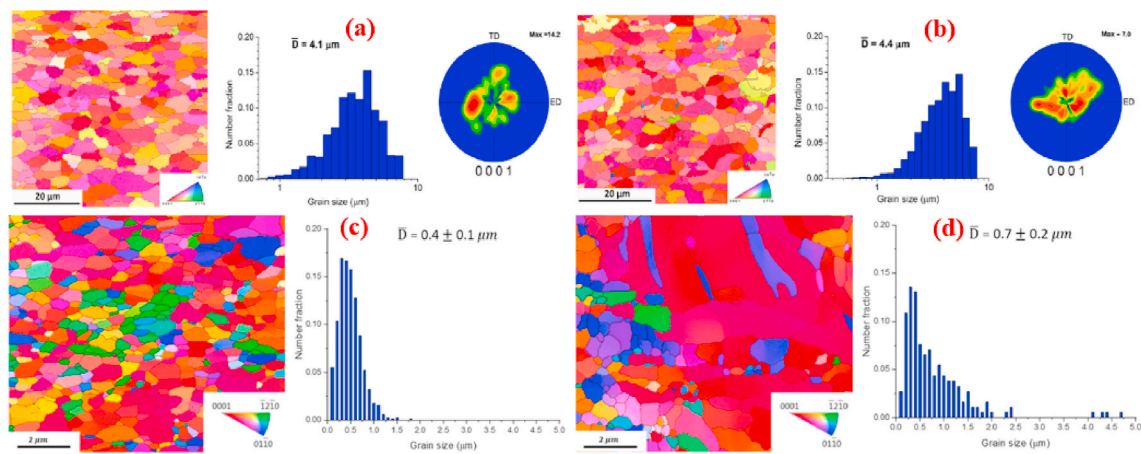 (a)
0.20
D̅ = 4.1 μm
0.15
0.10
0.05
0.00
Number fraction
1
10
Grain size (μm)
TD
Max =14.2
ED
0 0 0 1
20 μm
(b)
0.20
D̅ = 4.4 μm
0.15
0.10
0.05
0.00
Number fraction
1
10
Grain size (μm)
TD
Max = 7.0
ED
0 0 0 1
20 μm
(c)
0.20
D̅ = 0.4 ± 0.1 μm
0.15
0.10
0.05
0.00
Number fraction
0.0 0.5 1.0 1.5 2.0 2.5 3.0 3.5 4.0 4.5 5.0
Grain size (μm)
0001
1̅21̅0
011̅0
2 μm
(d)
0.20
D̅ = 0.7 ± 0.2 μm
0.15
0.10
0.05
0.00
Number fraction
0.0 0.5 1.0 1.5 2.0 2.5 3.0 3.5 4.0 4.5 5.0
Grain size (μm)
0001
1̅21̅0
011̅0
2 μm